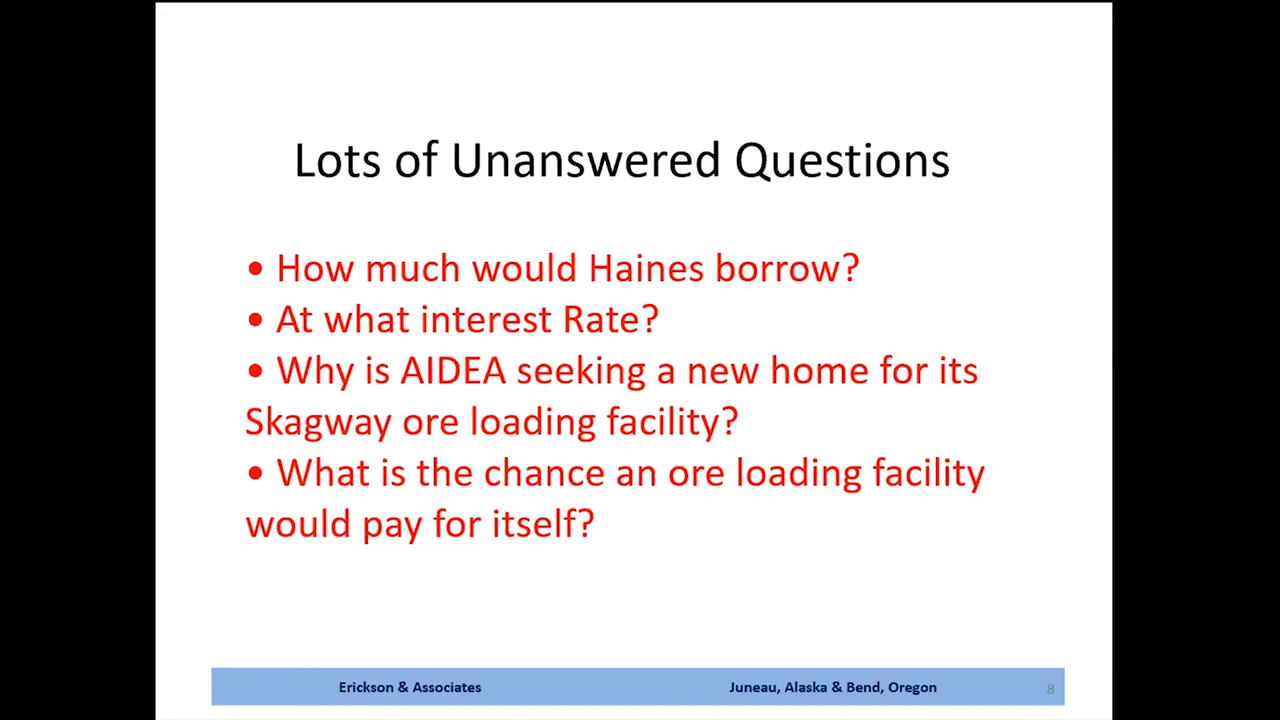 Lots of Unanswered Questions
• How much would Haines borrow?
• At what interest Rate?
• Why is AIDEA seeking a new home for its
Skagway ore loading facility?
• What is the chance an ore loading facility
would pay for itself?
Erickson & Associates Juneau, Alaska & Bend, Oregon 8